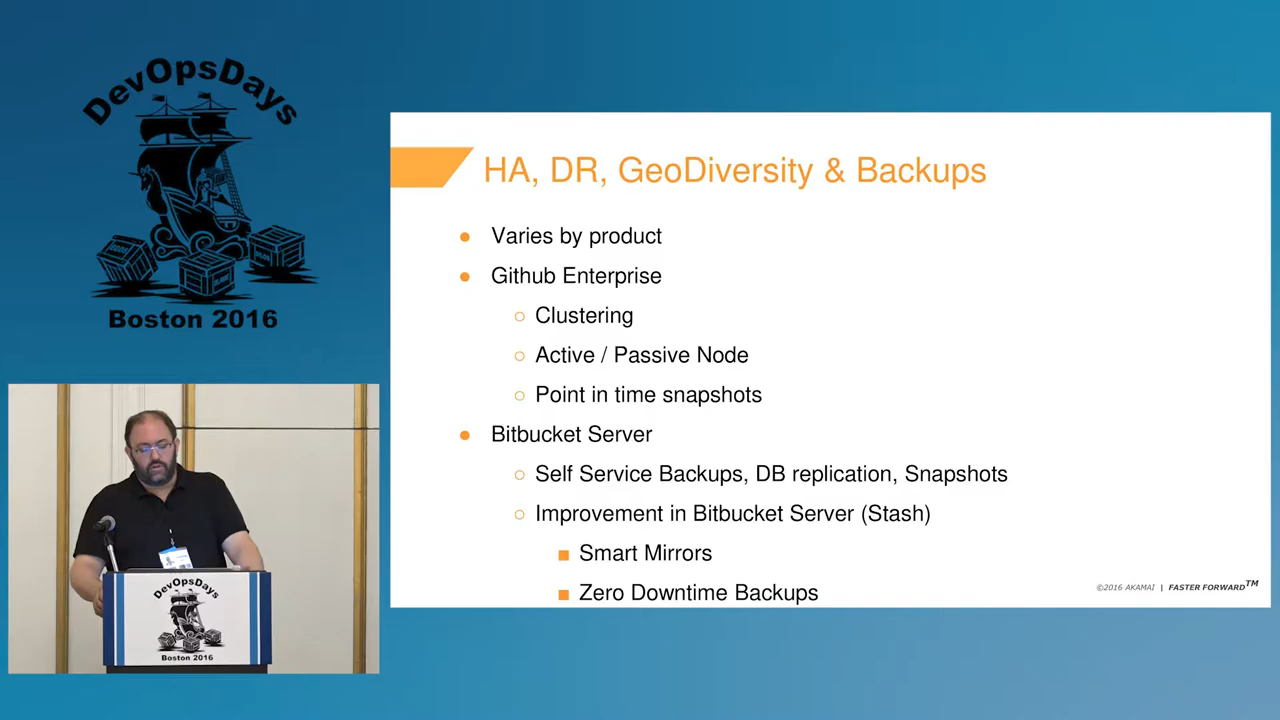 DevOpsDays
Boston 2016
HA, DR, GeoDiversity & Backups
Varies by product
Github Enterprise
Clustering
Active / Passive Node
Point in time snapshots
Bitbucket Server
Self Service Backups, DB replication, Snapshots
Improvement in Bitbucket Server (Stash)
Smart Mirrors
Zero Downtime Backups
©2016 AKAMAI | FASTER FORWARD™
DevOpsDays
Boston 2016